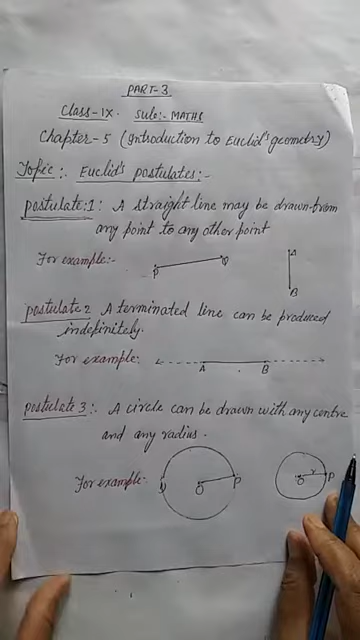 PART-3
Class-IX. Sub:- MATHS
Chapter-5 (Introduction to Euclid's geometry)
Topic:. Euclid's postulates:-
postulate:1: A straight line may be drawn from
any point to any other point
For example:-
P Q
A
B
postulate 2 A terminated line can be produced
indefinitely.
For example:
A B
postulate 3:. A circle can be drawn with any centre
and any radius.
For example:
O P
O r P